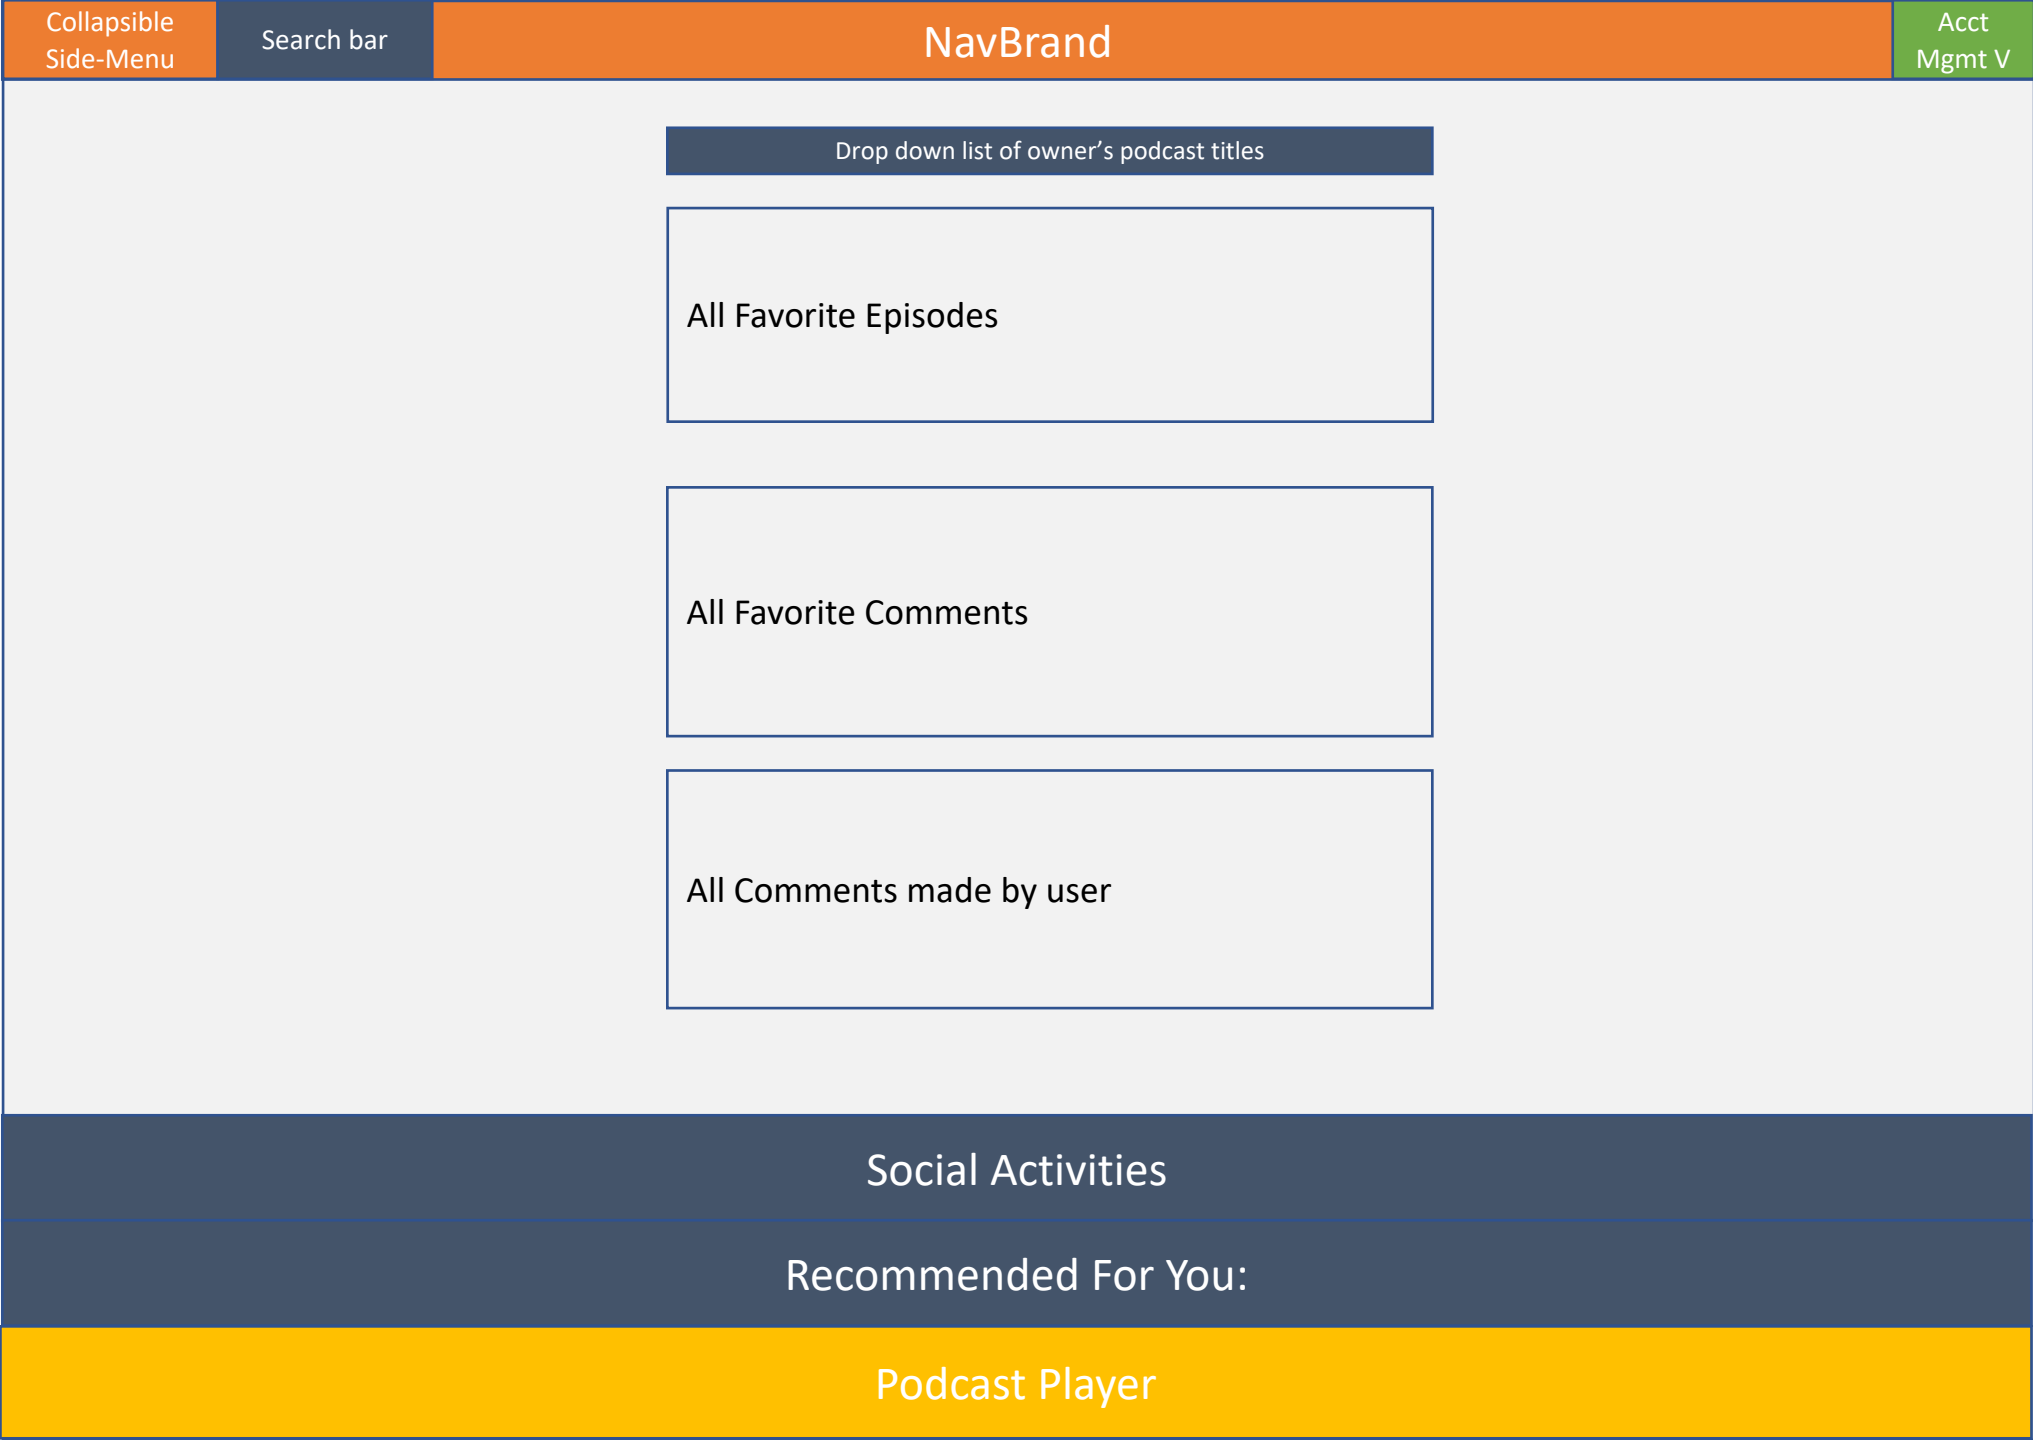 Collapsible
Side-Menu
Search bar
NavBrand
Acct
Mgmt V
Drop down list of owner’s podcast titles
All Favorite Episodes
All Favorite Comments
All Comments made by user
Social Activities
Recommended For You:
Podcast Player